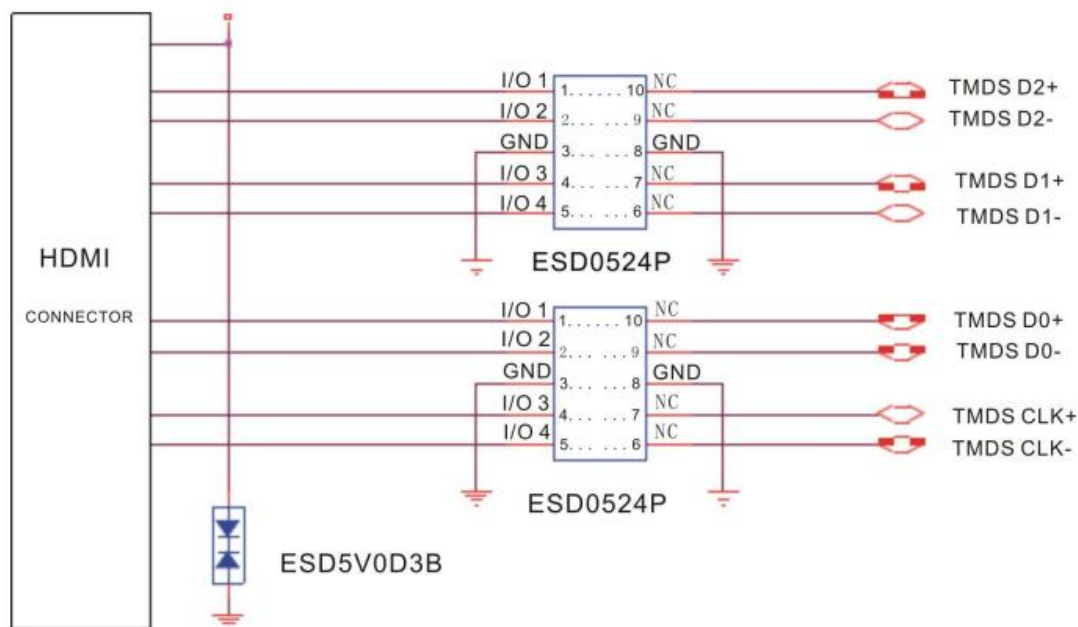 I/O 1 1......10 NC TMDS D2+
I/O 2 2... ...9 NC TMDS D2-
GND 3... ...8 GND
I/O 3 4... ...7 NC TMDS D1+
I/O 4 5... ...6 NC TMDS D1-
HDMI
CONNECTOR
ESD0524P
I/O 1 1......10 NC TMDS D0+
I/O 2 2... ...9 NC TMDS D0-
GND 3... ...8 GND
I/O 3 4... ...7 NC TMDS CLK+
I/O 4 5... ...6 NC TMDS CLK-
ESD0524P
ESD5V0D3B